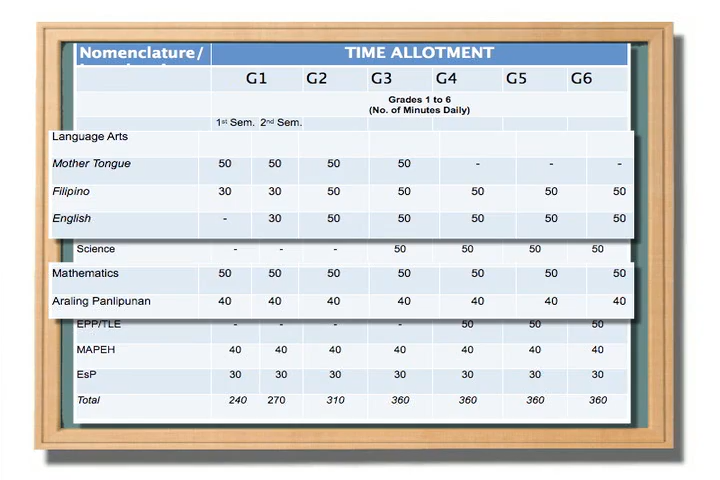 Nomenclature/ TIME ALLOTMENT
G1 G2 G3 G4 G5 G6
Grades 1 to 6
(No. of Minutes Daily)
1st Sem. 2nd Sem.
Language Arts
Mother Tongue 50 50 50 50 - - -
Filipino 30 30 50 50 50 50 50
English - 30 50 50 50 50 50
Science - - - 50 50 50 50
Mathematics 50 50 50 50 50 50 50
Araling Panlipunan 40 40 40 40 40 40 40
EPP/TLE - - - - 50 50 50
MAPEH 40 40 40 40 40 40 40
EsP 30 30 30 30 30 30 30
Total 240 270 310 360 360 360 360